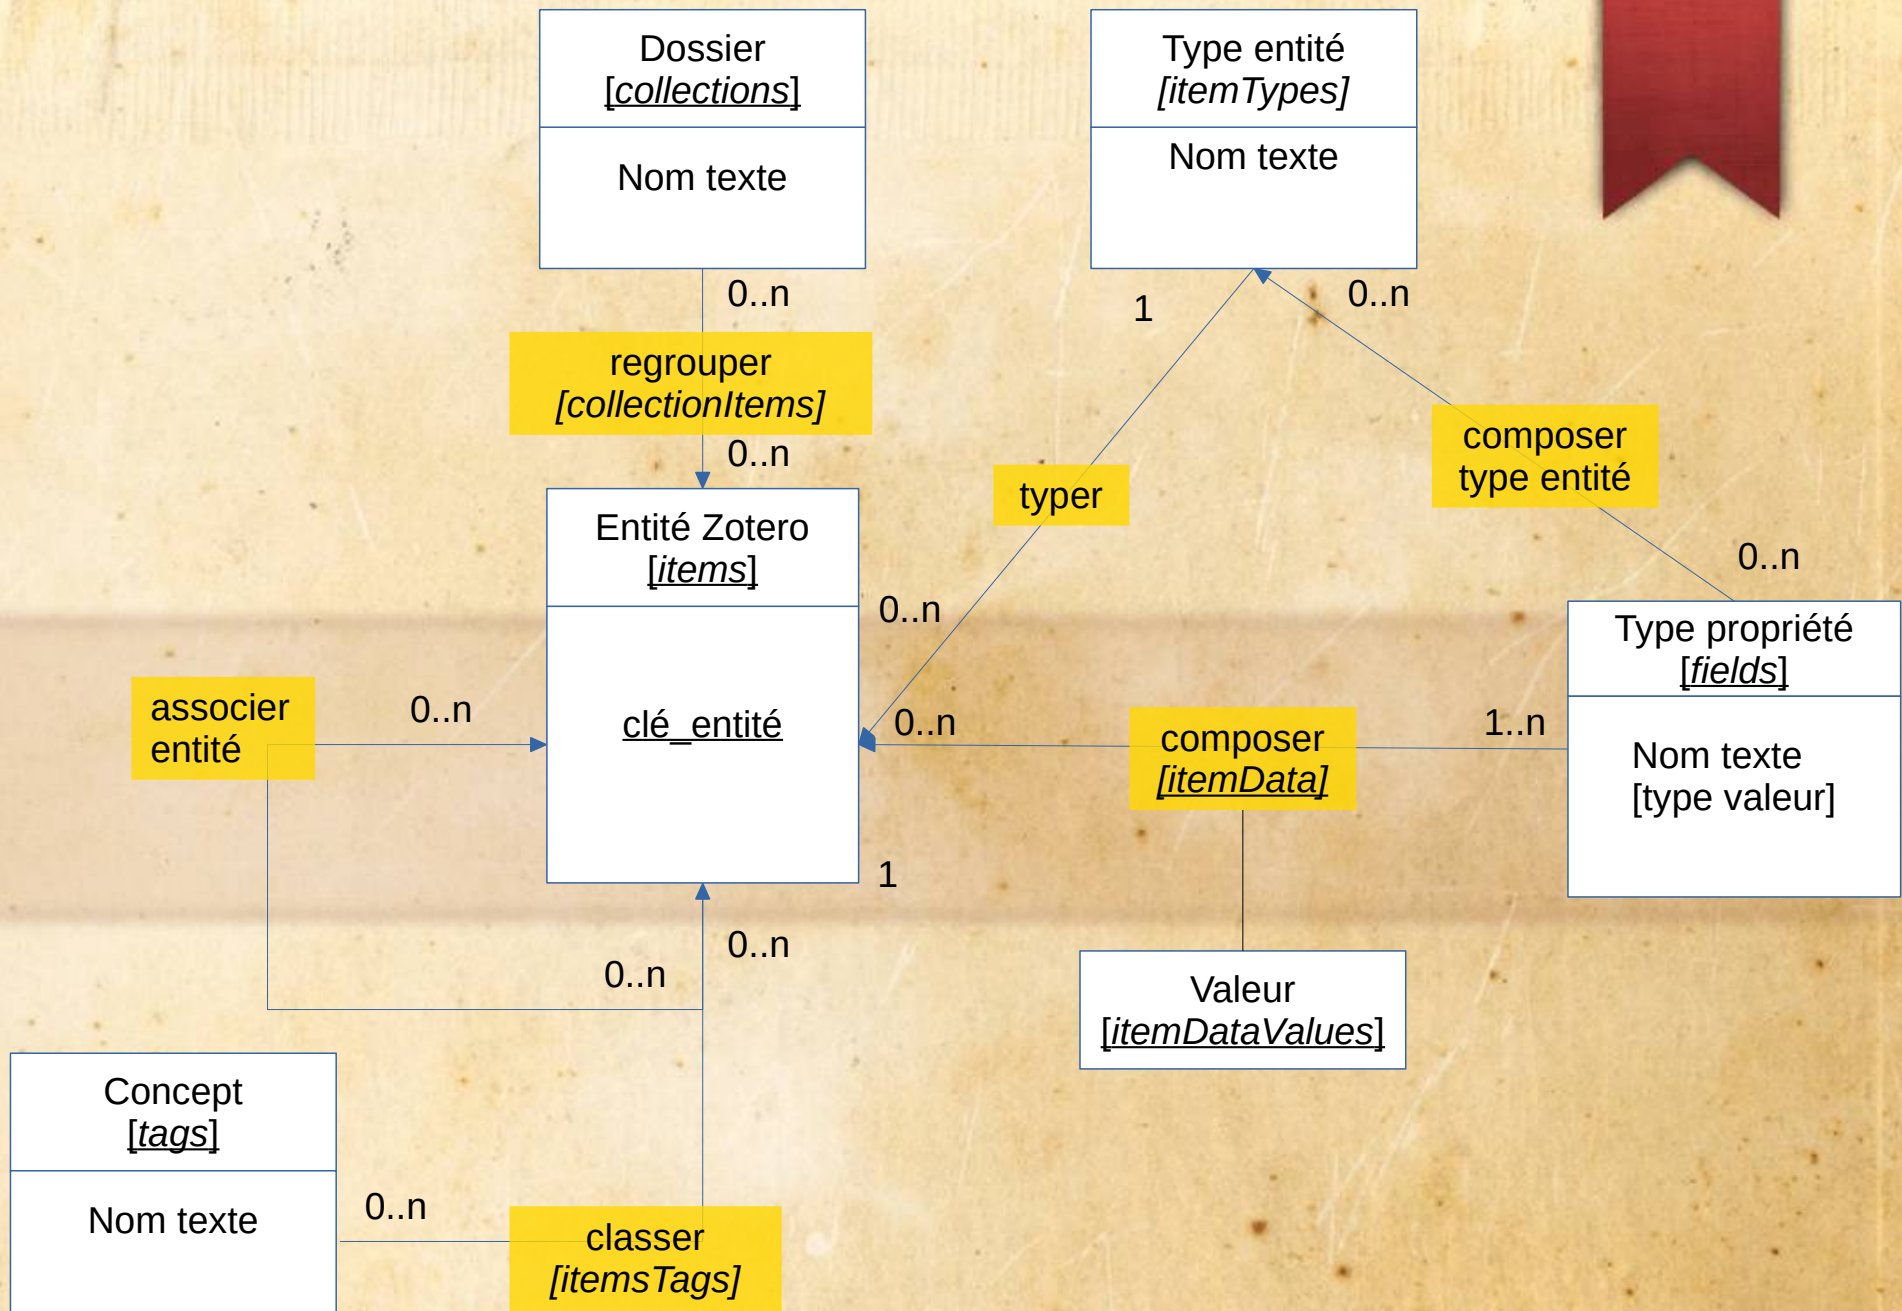 Dossier
[collections]
Nom texte
Type entité
[itemTypes]
Nom texte
0..n
1
0..n
regrouper
[collectionItems]
0..n
composer
type entité
typer
Entité Zotero
[items]
clé_entité
0..n
0..n
Type propriété
[fields]
Nom texte
[type valeur]
associer
entité
0..n
0..n
composer
[itemData]
1..n
1
0..n
0..n
Valeur
[itemDataValues]
Concept
[tags]
Nom texte
0..n
classer
[itemsTags]